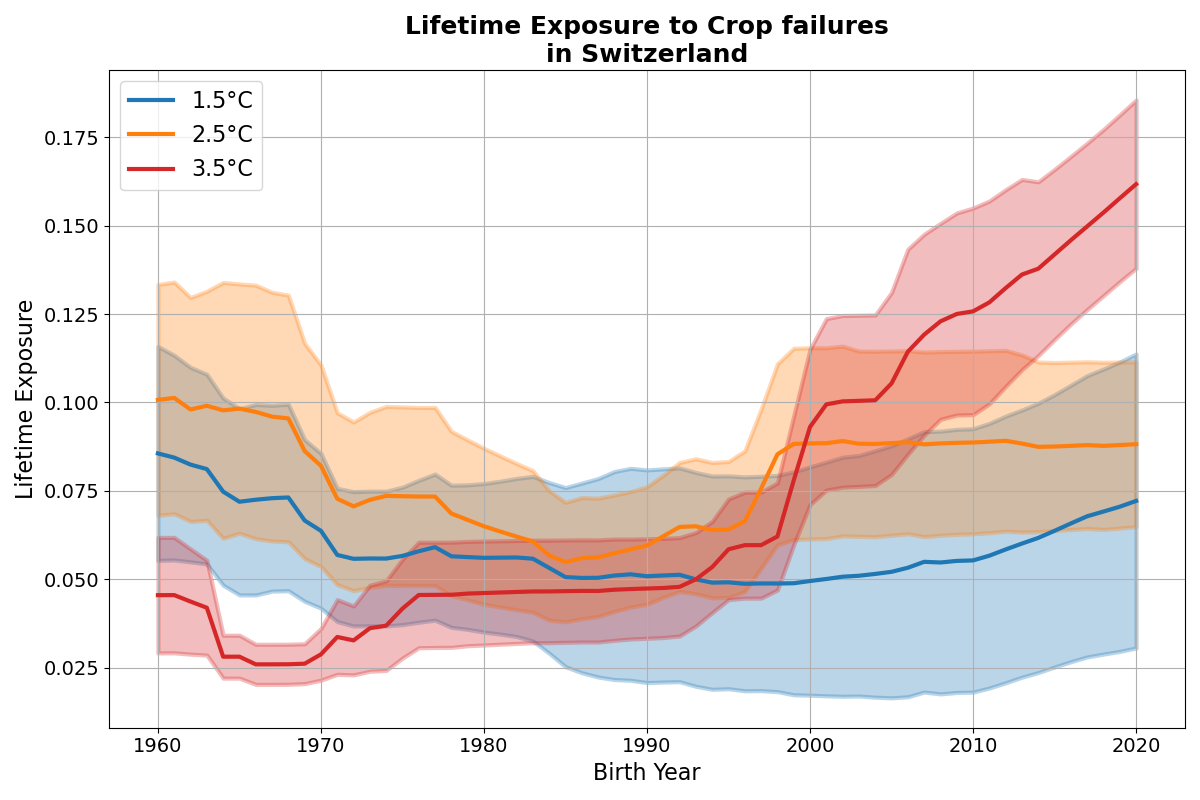 Lifetime Exposure to Crop failures
in Switzerland
1.5°C
2.5°C
3.5°C
Lifetime Exposure
0.175
0.150
0.125
0.100
0.075
0.050
0.025
1960 1970 1980 1990 2000 2010 2020
Birth Year